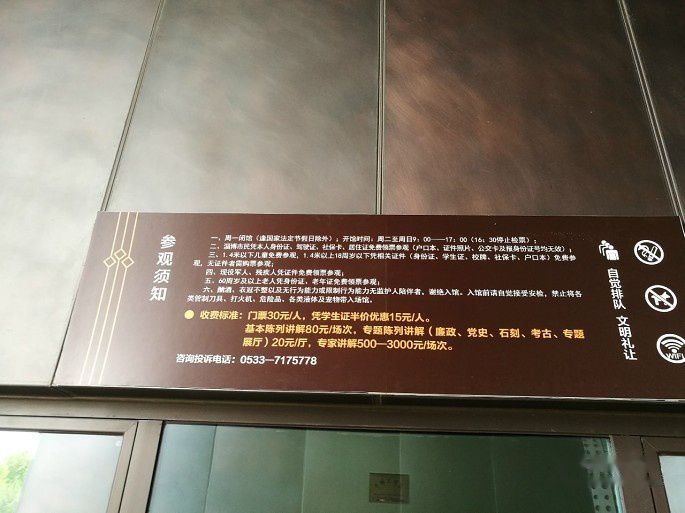 参观须知
一、周一闭馆（逢国家法定节假日除外）；开馆时间：周二至周日9：00——17：00（16：30停止检票）；
二、淄博市民凭本人身份证、驾驶证、社保卡、居住证免费领票参观（户口本、证件照片、公交卡及报身份证号均无效）；
三、1.4米以下儿童免费参观，1.4米以上18周岁以下凭相关证件（身份证、学生证、校牌、社保卡、户口本）免费参
观，无证件者需购票参观；
四、现役军人、残疾人凭证件免费领票参观；
五、60周岁及以上老人凭身份证、老年证免费领票参观；
六、酗酒、衣冠不整以及无行为能力或限制行为能力无监护人陪伴者，谢绝入馆，入馆前请自觉接受安检，禁止将各
类管制刀具、打火机、危险品、各类液体及宠物带入场馆。
● 收费标准：门票30元/人，凭学生证半价优惠15元/人。
基本陈列讲解80元/场次，专题陈列讲解（廉政、党史、石刻、考古、专题
展厅）20元/厅，专家讲解500—3000元/场次。
咨询投诉电话：0533—7175778
自觉排队 文明礼让
WiFi